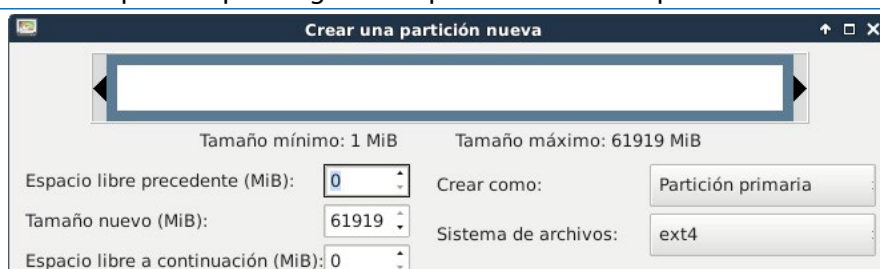 Crear una partición nueva
Tamaño mínimo: 1 MiB Tamaño máximo: 61919 MiB
Espacio libre precedente (MiB): 0 Crear como: Partición primaria
Tamaño nuevo (MiB): 61919 Sistema de archivos: ext4
Espacio libre a continuación (MiB): 0